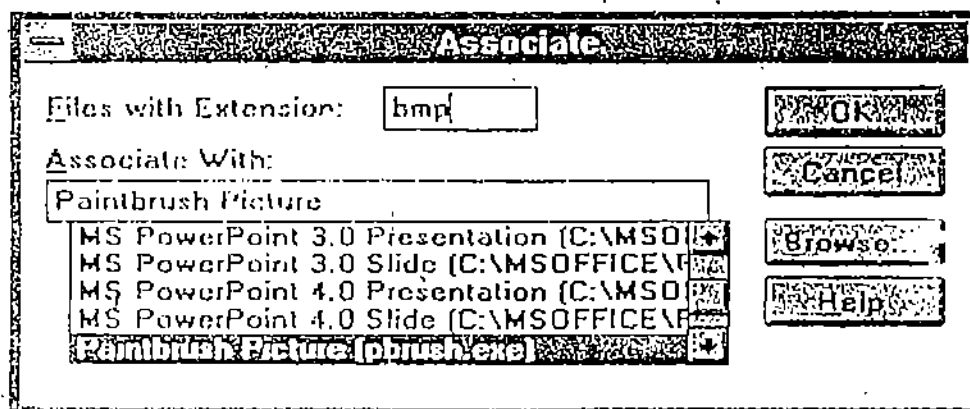 Associate
Files with Extension: bmp
OK
Associate With:
Cancel
Paintbrush Picture
MS PowerPoint 3.0 Presentation (C:\MSO
Browse...
MS PowerPoint 3.0 Slide (C:\MSOFFICE\P
MS PowerPoint 4.0 Presentation (C:\MSO
Help
MS PowerPoint 4.0 Slide (C:\MSOFFICE\P
Paintbrush Picture (pbrush.exe)